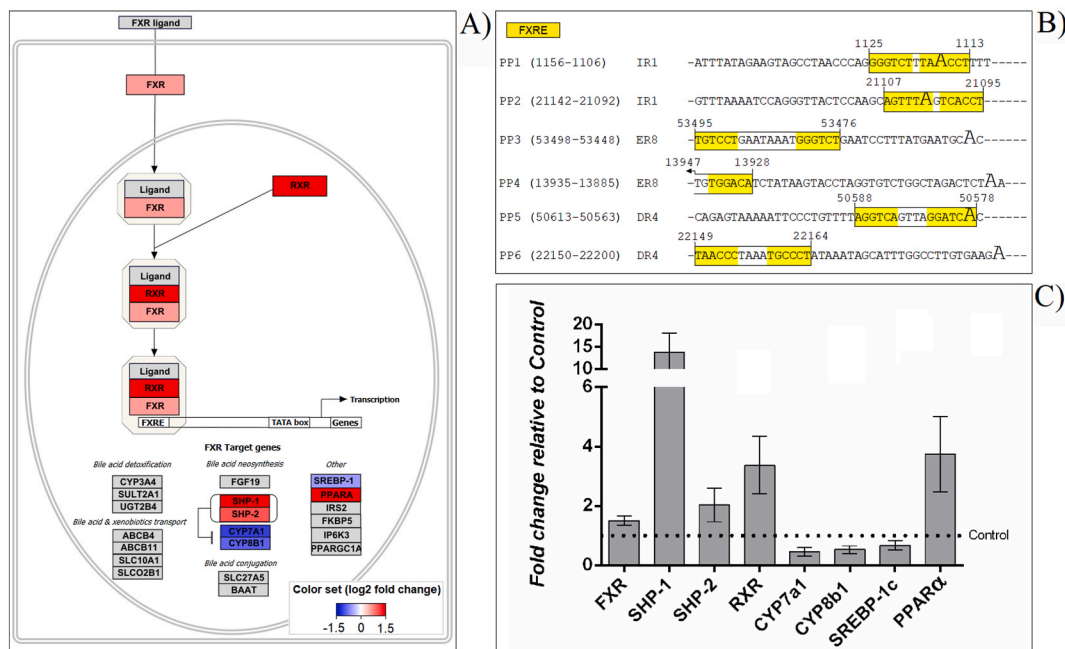 A)
FXR ligand
FXR
Ligand
FXR
RXR
Ligand
RXR
FXR
Ligand
RXR
FXR
FXRE
TATA box
Genes
Transcription
FXR Target genes
Bile acid detoxification
CYP3A4
SULT2A1
UGT2B4
Bile acid & xenobiotics transport
ABCB4
ABCB11
SLC10A1
SLCO2B1
Bile acid neosynthesis
FGF19
SHP-1
SHP-2
CYP7A1
CYP8B1
Bile acid conjugation
SLC27A5
BAAT
Other
SREBP-1
PPARA
IRS2
FKBP5
IP6K3
PPARGC1A
Color set (log2 fold change)
-1.5 0 1.5
B)
FXRE
1125 1113
PP1 (1156-1106) IR1 -ATTTATAGAAGTAGCCTAACCCAGGGGTCTTTAACCTTTT-----
21107 21095
PP2 (21142-21092) IR1 -GTTTAAAATCCAGGGTTACTCCAAGCAGTTTAGTCACCT-----
53495 53476
PP3 (53498-53448) ER8 -TGTCCTGAATAAATGGGTCTGAATCCTTTATGAATGCAC-----
13947 13928
PP4 (13935-13885) ER8 -TGTGGACATCTATAAGTACCTAGGTGTCTGGCTAGACTCTAA--
50588 50578
PP5 (50613-50563) DR4 -CAGAGTAAAAATTCCCTGTTTTAGGTCAGTTAGGATCAC-----
22149 22164
PP6 (22150-22200) DR4 -TAACCCTAAATGCCCTATAAATAGCATTTGGCCTTGTGAAGA--
C)
Fold change relative to Control
20
15
10
6
4
2
0
Control
FXR
SHP-1
SHP-2
RXR
CYP7a1
CYP8b1
SREBP-1c
PPARα